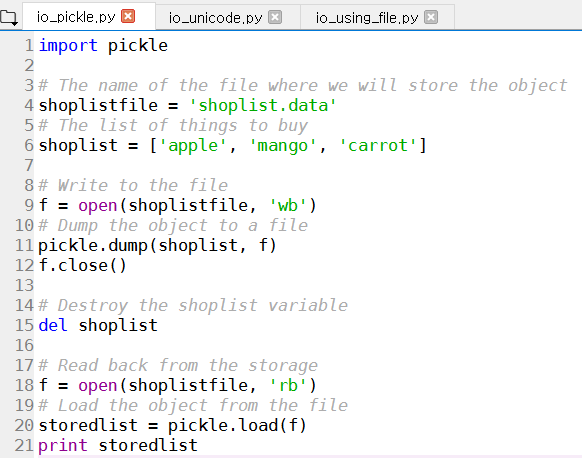 io_pickle.py io_unicode.py io_using_file.py
1 import pickle
2
3 # The name of the file where we will store the object
4 shoplistfile = 'shoplist.data'
5 # The list of things to buy
6 shoplist = ['apple', 'mango', 'carrot']
7
8 # Write to the file
9 f = open(shoplistfile, 'wb')
10 # Dump the object to a file
11 pickle.dump(shoplist, f)
12 f.close()
13
14 # Destroy the shoplist variable
15 del shoplist
16
17 # Read back from the storage
18 f = open(shoplistfile, 'rb')
19 # Load the object from the file
20 storedlist = pickle.load(f)
21 print storedlist